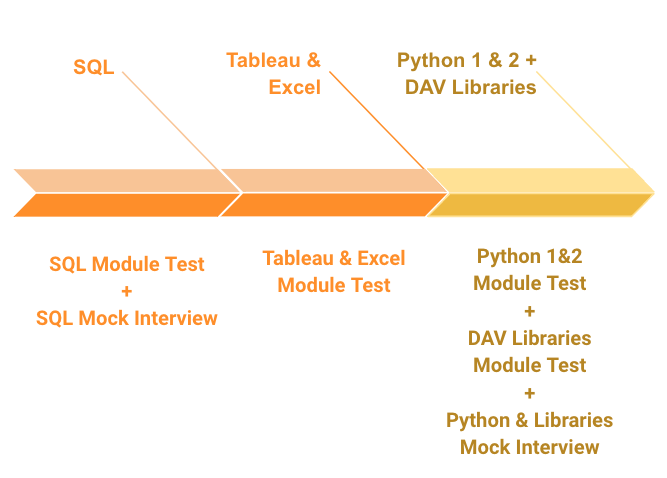 SQL
Tableau &
Excel
Python 1 & 2 +
DAV Libraries
SQL Module Test
+
SQL Mock Interview
Tableau & Excel
Module Test
Python 1&2
Module Test
+
DAV Libraries
Module Test
+
Python & Libraries
Mock Interview